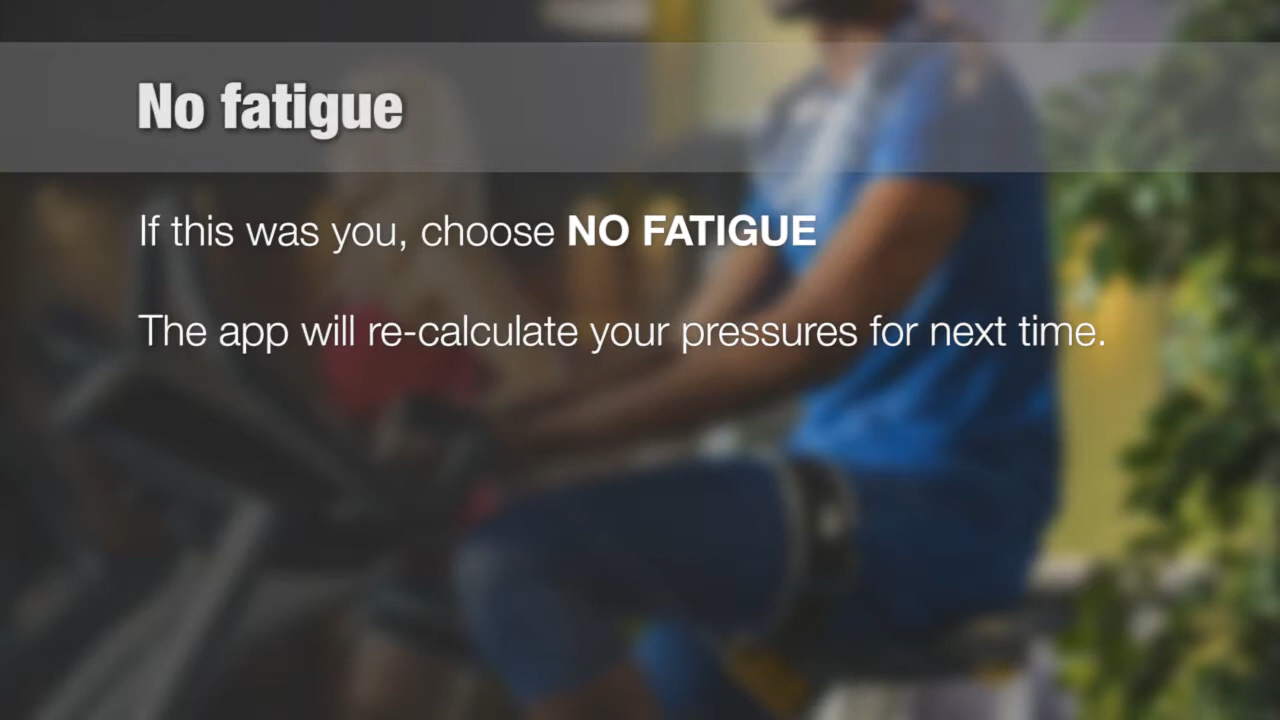 No fatigue
If this was you, choose NO FATIGUE
The app will re-calculate your pressures for next time.